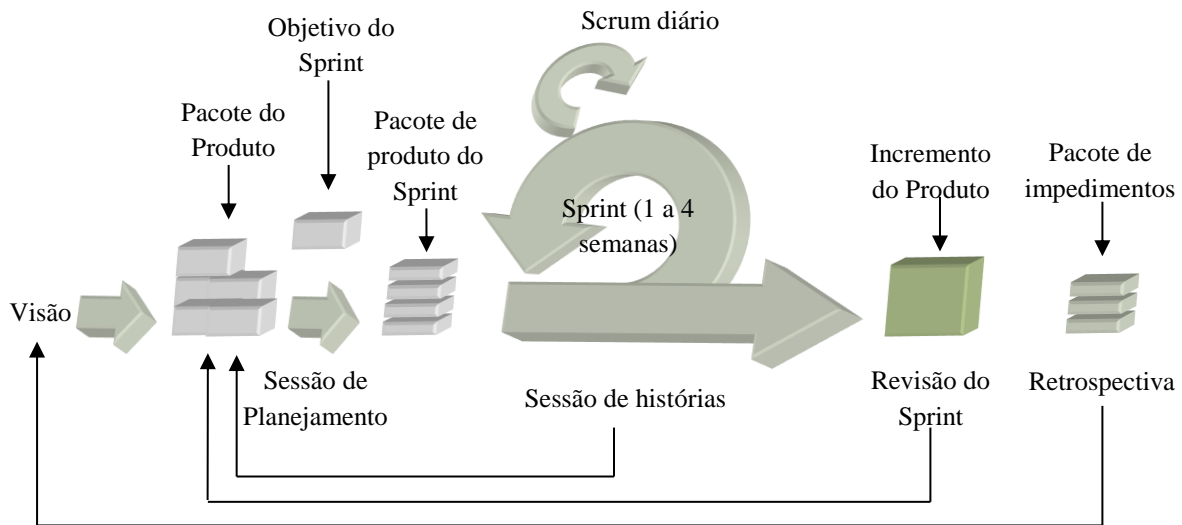 Objetivo do
Sprint
Scrum diário
Pacote do
Produto
Pacote de
produto do
Sprint
Incremento
do Produto
Pacote de
impedimentos
Sprint (1 a 4
semanas)
Visão
Sessão de
Planejamento
Sessão de histórias
Revisão do
Sprint
Retrospectiva